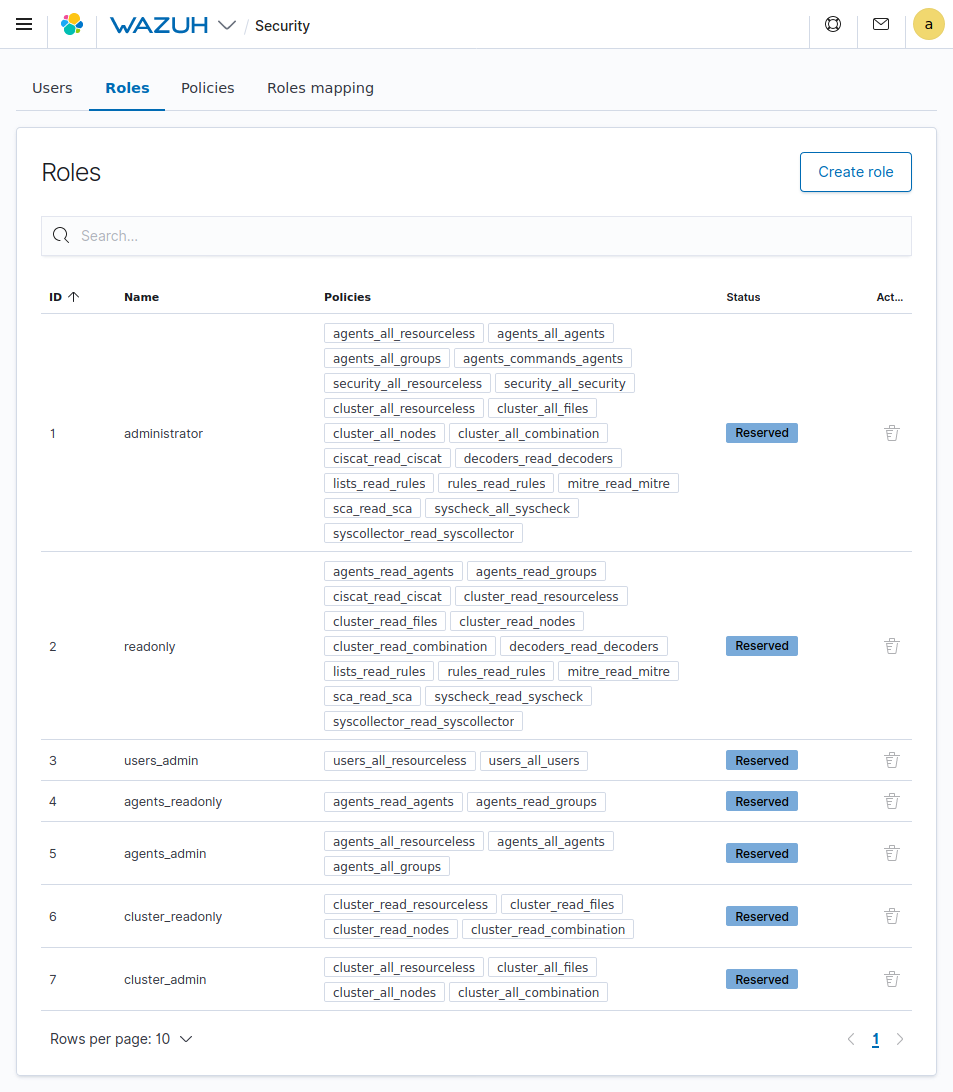 WAZUH / Security a
Users Roles Policies Roles mapping
Roles Create role
Search...
ID Name Policies Status Act...
agents_all_resourceless agents_all_agents
agents_all_groups agents_commands_agents
security_all_resourceless security_all_security
cluster_all_resourceless cluster_all_files
1 administrator cluster_all_nodes cluster_all_combination Reserved
ciscat_read_ciscat decoders_read_decoders
lists_read_rules rules_read_rules mitre_read_mitre
sca_read_sca syscheck_all_syscheck
syscollector_read_syscollector
agents_read_agents agents_read_groups
ciscat_read_ciscat cluster_read_resourceless
cluster_read_files cluster_read_nodes
2 readonly cluster_read_combination decoders_read_decoders Reserved
lists_read_rules rules_read_rules mitre_read_mitre
sca_read_sca syscheck_read_syscheck
syscollector_read_syscollector
3 users_admin users_all_resourceless users_all_users Reserved
4 agents_readonly agents_read_agents agents_read_groups Reserved
5 agents_admin agents_all_resourceless agents_all_agents Reserved
agents_all_groups
6 cluster_readonly cluster_read_resourceless cluster_read_files Reserved
cluster_read_nodes cluster_read_combination
7 cluster_admin cluster_all_resourceless cluster_all_files Reserved
cluster_all_nodes cluster_all_combination
Rows per page: 10 1